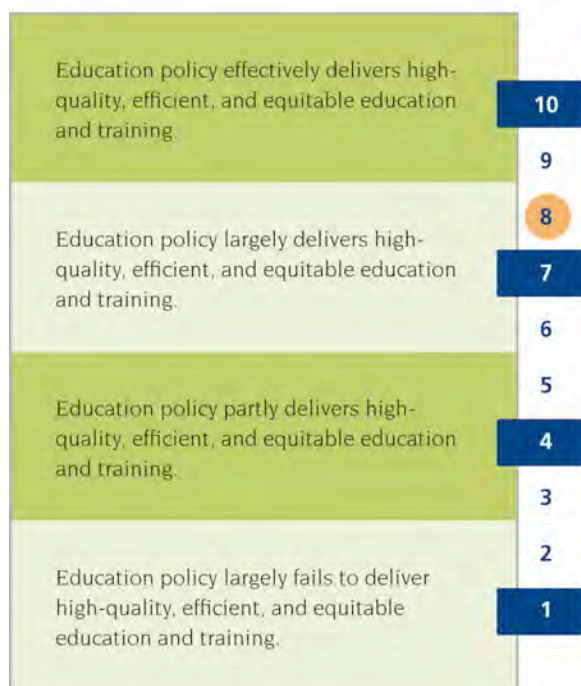 Education policy effectively delivers high-
quality, efficient, and equitable education
and training.
10
9
8
Education policy largely delivers high-
quality, efficient, and equitable education
and training.
7
6
5
Education policy partly delivers high-
quality, efficient, and equitable education
and training.
4
3
2
Education policy largely fails to deliver
high-quality, efficient, and equitable
education and training.
1